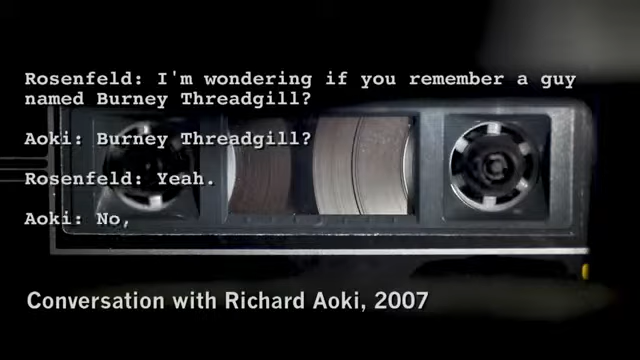 Rosenfeld: I'm wondering if you remember a guy
named Burney Threadgill?
Aoki: Burney Threadgill?
Rosenfeld: Yeah.
Aoki: No,
Conversation with Richard Aoki, 2007